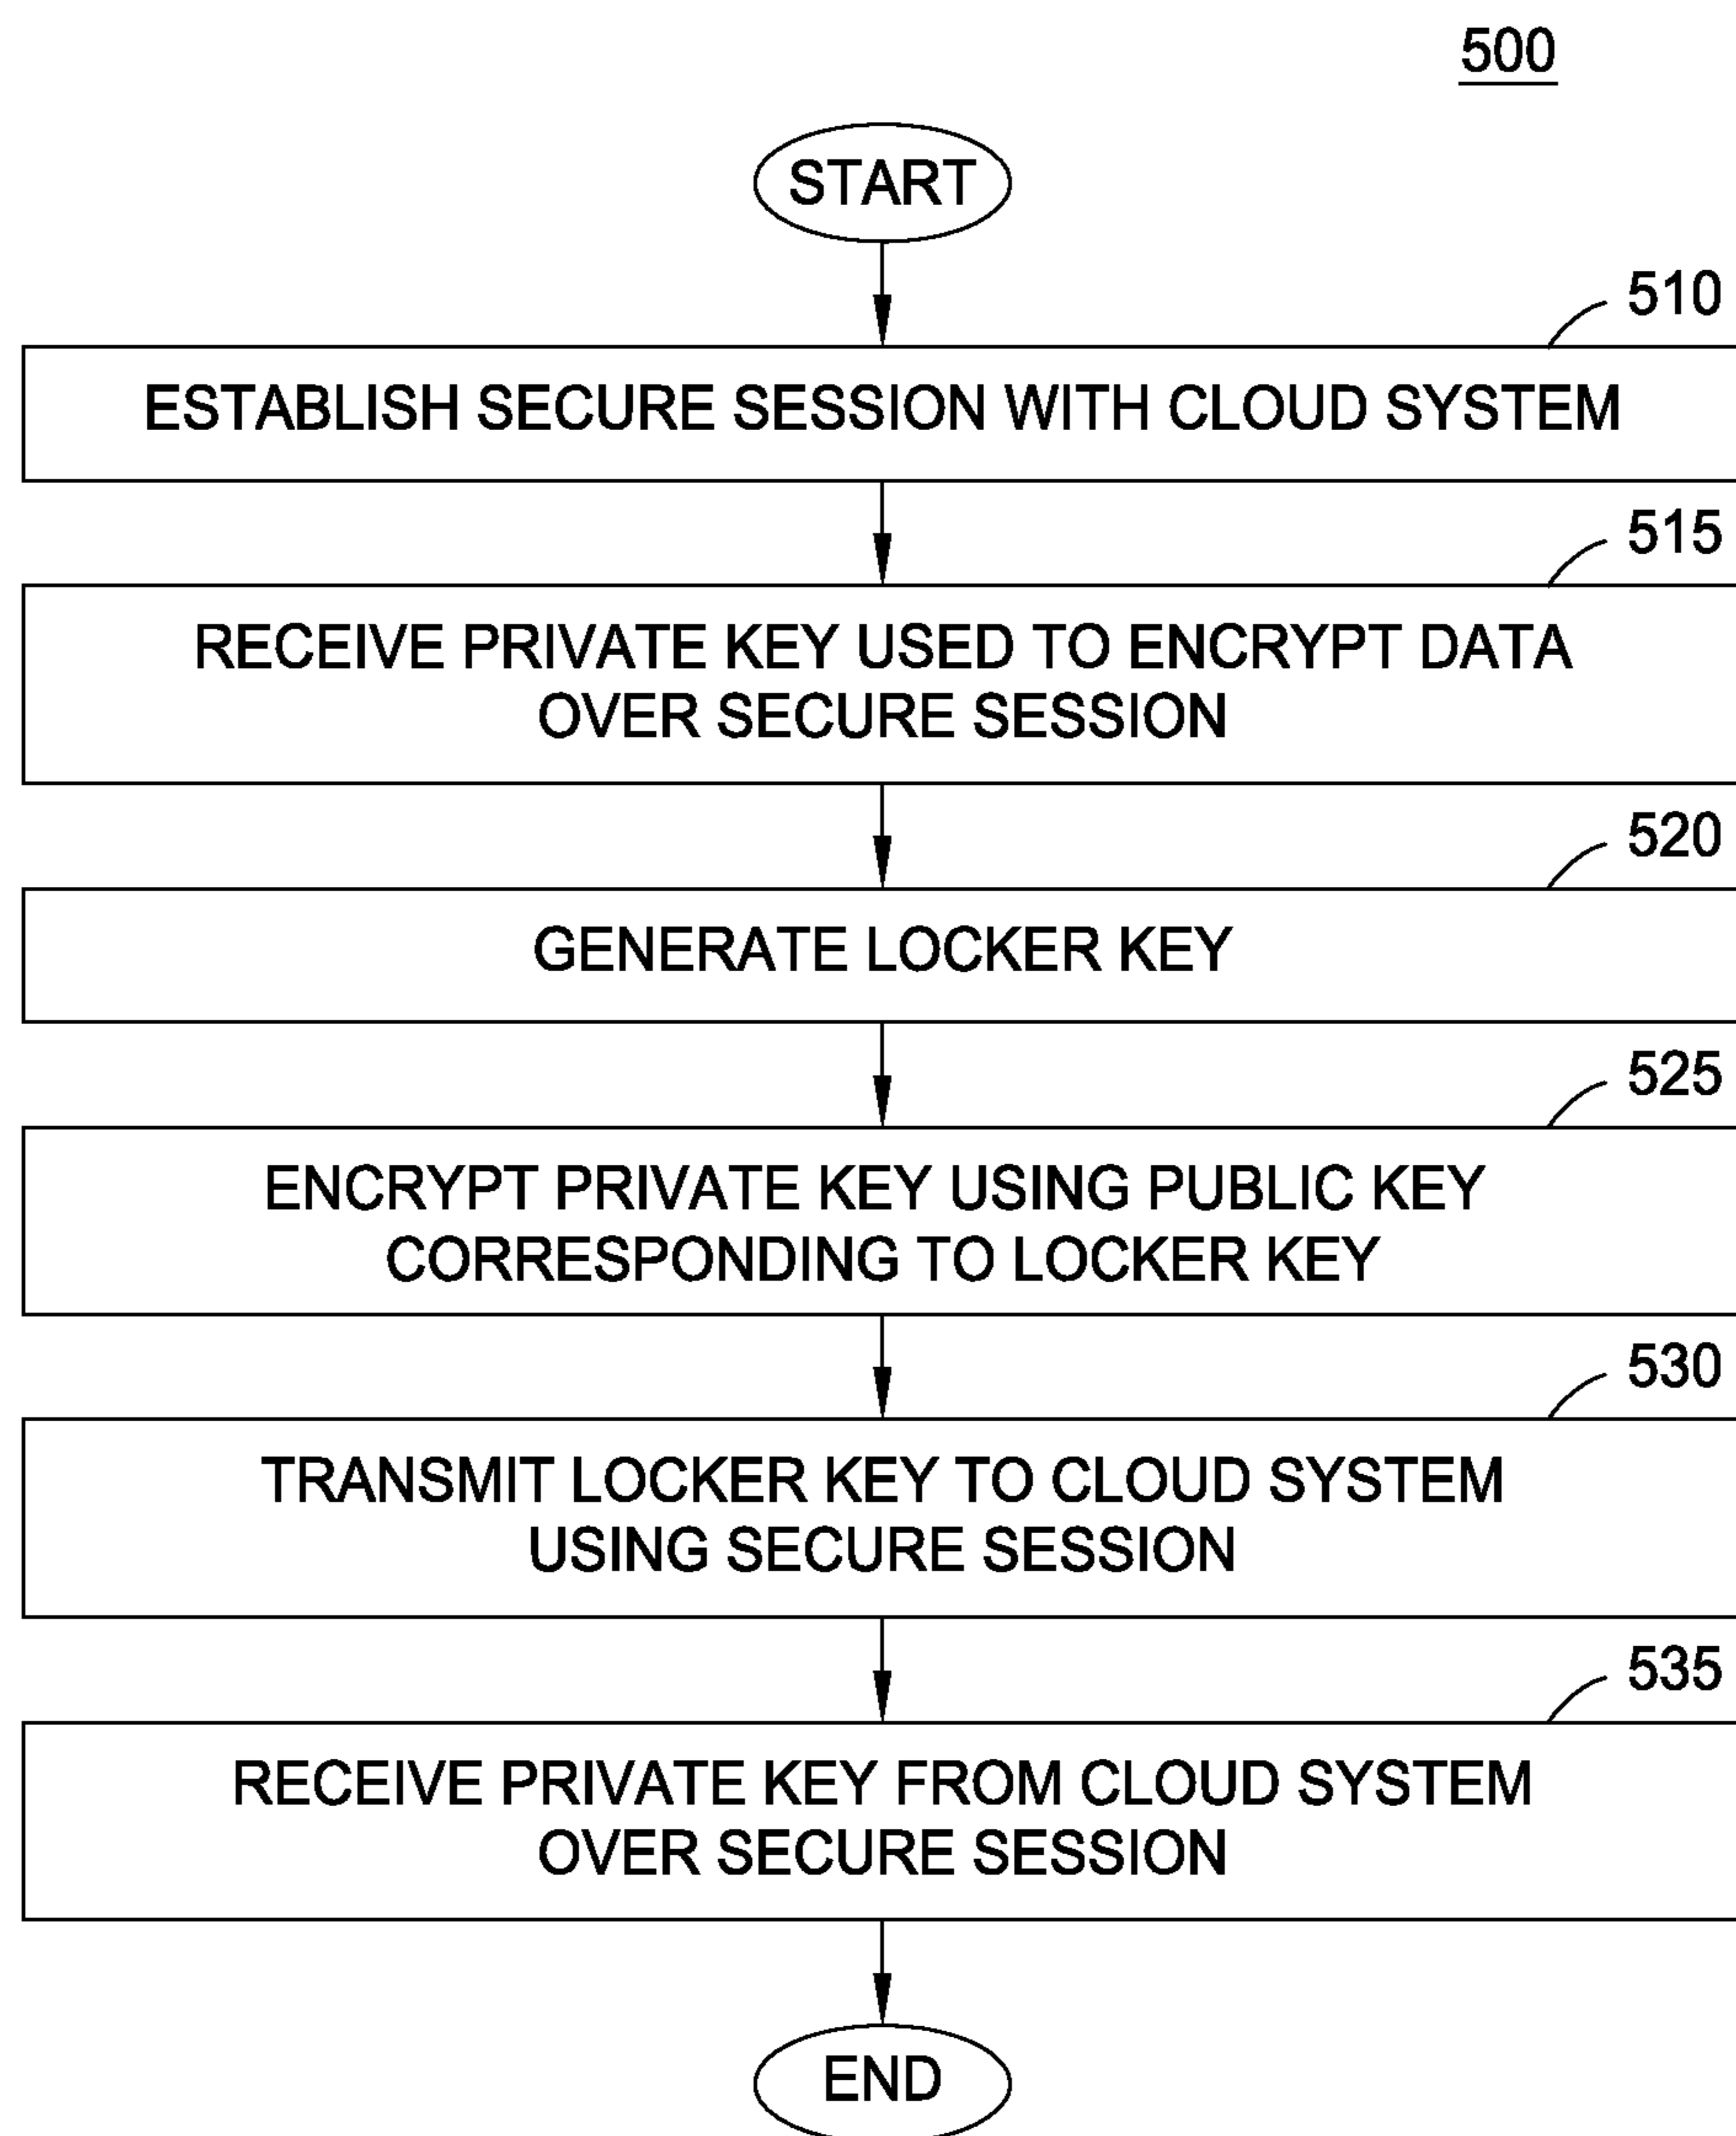 500
START
510
ESTABLISH SECURE SESSION WITH CLOUD SYSTEM
515
RECEIVE PRIVATE KEY USED TO ENCRYPT DATA
OVER SECURE SESSION
520
GENERATE LOCKER KEY
525
ENCRYPT PRIVATE KEY USING PUBLIC KEY
CORRESPONDING TO LOCKER KEY
530
TRANSMIT LOCKER KEY TO CLOUD SYSTEM
USING SECURE SESSION
535
RECEIVE PRIVATE KEY FROM CLOUD SYSTEM
OVER SECURE SESSION
END